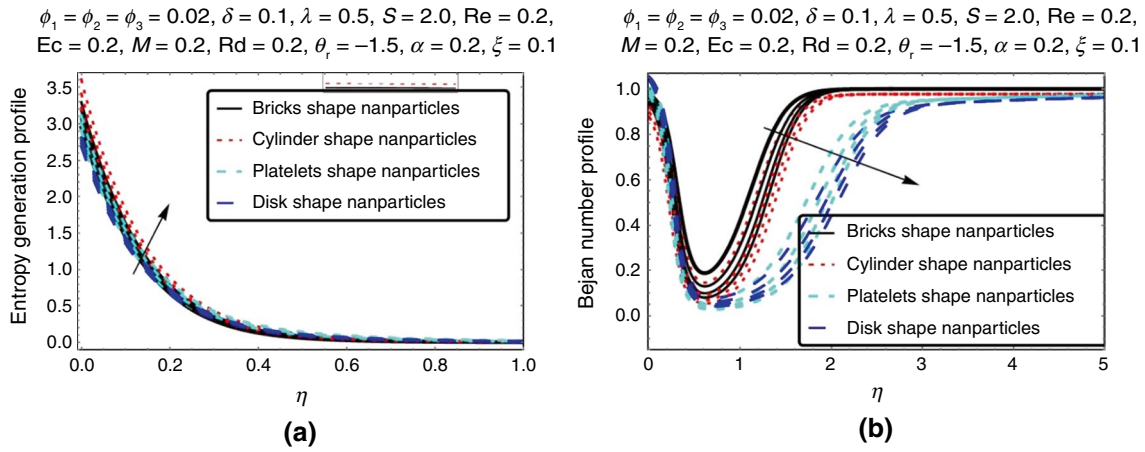 ϕ₁ = ϕ₂ = ϕ₃ = 0.02, δ = 0.1, λ = 0.5, S = 2.0, Re = 0.2,
Ec = 0.2, M = 0.2, Rd = 0.2, θᵣ = −1.5, α = 0.2, ξ = 0.1
3.5
3.0
2.5
2.0
1.5
1.0
0.5
0
Entropy generation profile
Bricks shape nanparticles
Cylinder shape nanparticles
Platelets shape nanparticles
Disk shape nanparticles
0.0 0.2 0.4 0.6 0.8 1.0
η
(a)
ϕ₁ = ϕ₂ = ϕ₃ = 0.02, δ = 0.1, λ = 0.5, S = 2.0, Re = 0.2,
M = 0.2, Ec = 0.2, Rd = 0.2, θᵣ = −1.5, α = 0.2, ξ = 0.1
1.0
0.8
0.6
0.4
0.2
0.0
Bejan number profile
Bricks shape nanparticles
Cylinder shape nanparticles
Platelets shape nanparticles
Disk shape nanparticles
0 1 2 3 4 5
η
(b)